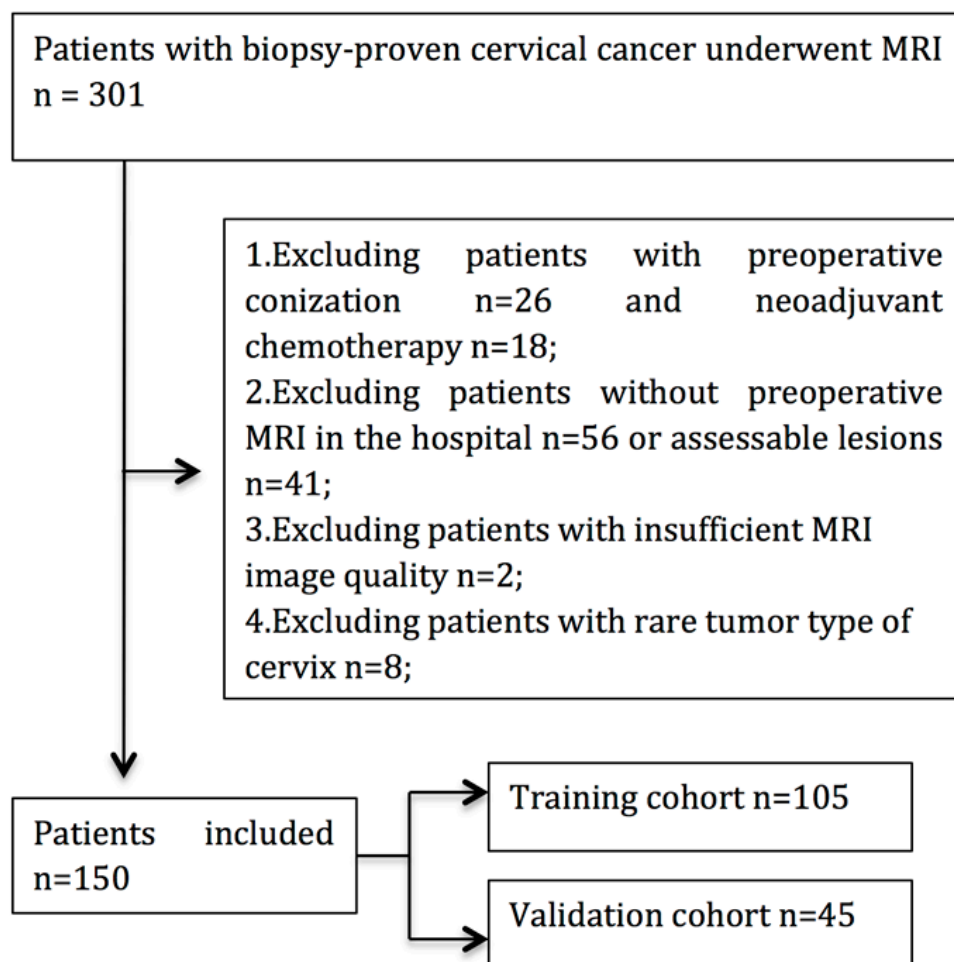 Patients with biopsy-proven cervical cancer underwent MRI
n = 301
1.Excluding patients with preoperative
conization n=26 and neoadjuvant
chemotherapy n=18;
2.Excluding patients without preoperative
MRI in the hospital n=56 or assessable lesions
n=41;
3.Excluding patients with insufficient MRI
image quality n=2;
4.Excluding patients with rare tumor type of
cervix n=8;
Patients included
n=150
Training cohort n=105
Validation cohort n=45